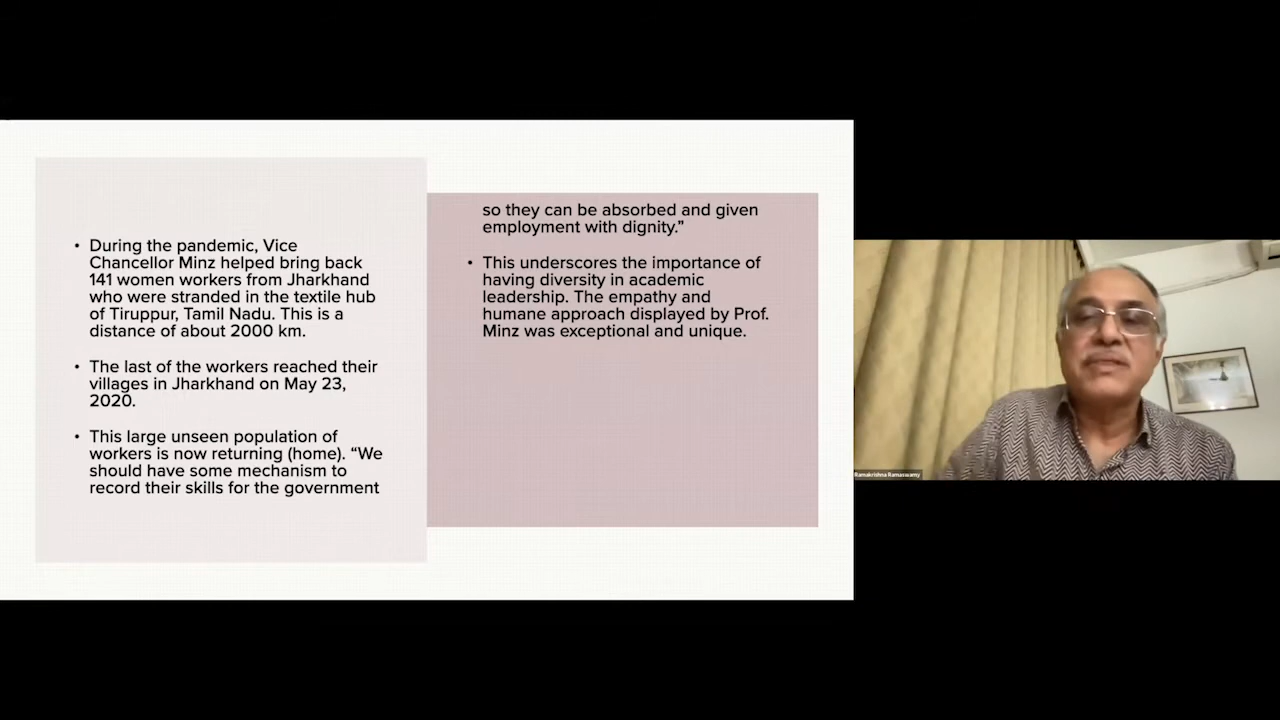 • During the pandemic, Vice
Chancellor Minz helped bring back
141 women workers from Jharkhand
who were stranded in the textile hub
of Tiruppur, Tamil Nadu. This is a
distance of about 2000 km.
• The last of the workers reached their
villages in Jharkhand on May 23,
2020.
• This large unseen population of
workers is now returning (home). “We
should have some mechanism to
record their skills for the government
so they can be absorbed and given
employment with dignity.”
• This underscores the importance of
having diversity in academic
leadership. The empathy and
humane approach displayed by Prof.
Minz was exceptional and unique.
Ramakrishna Ramaswamy